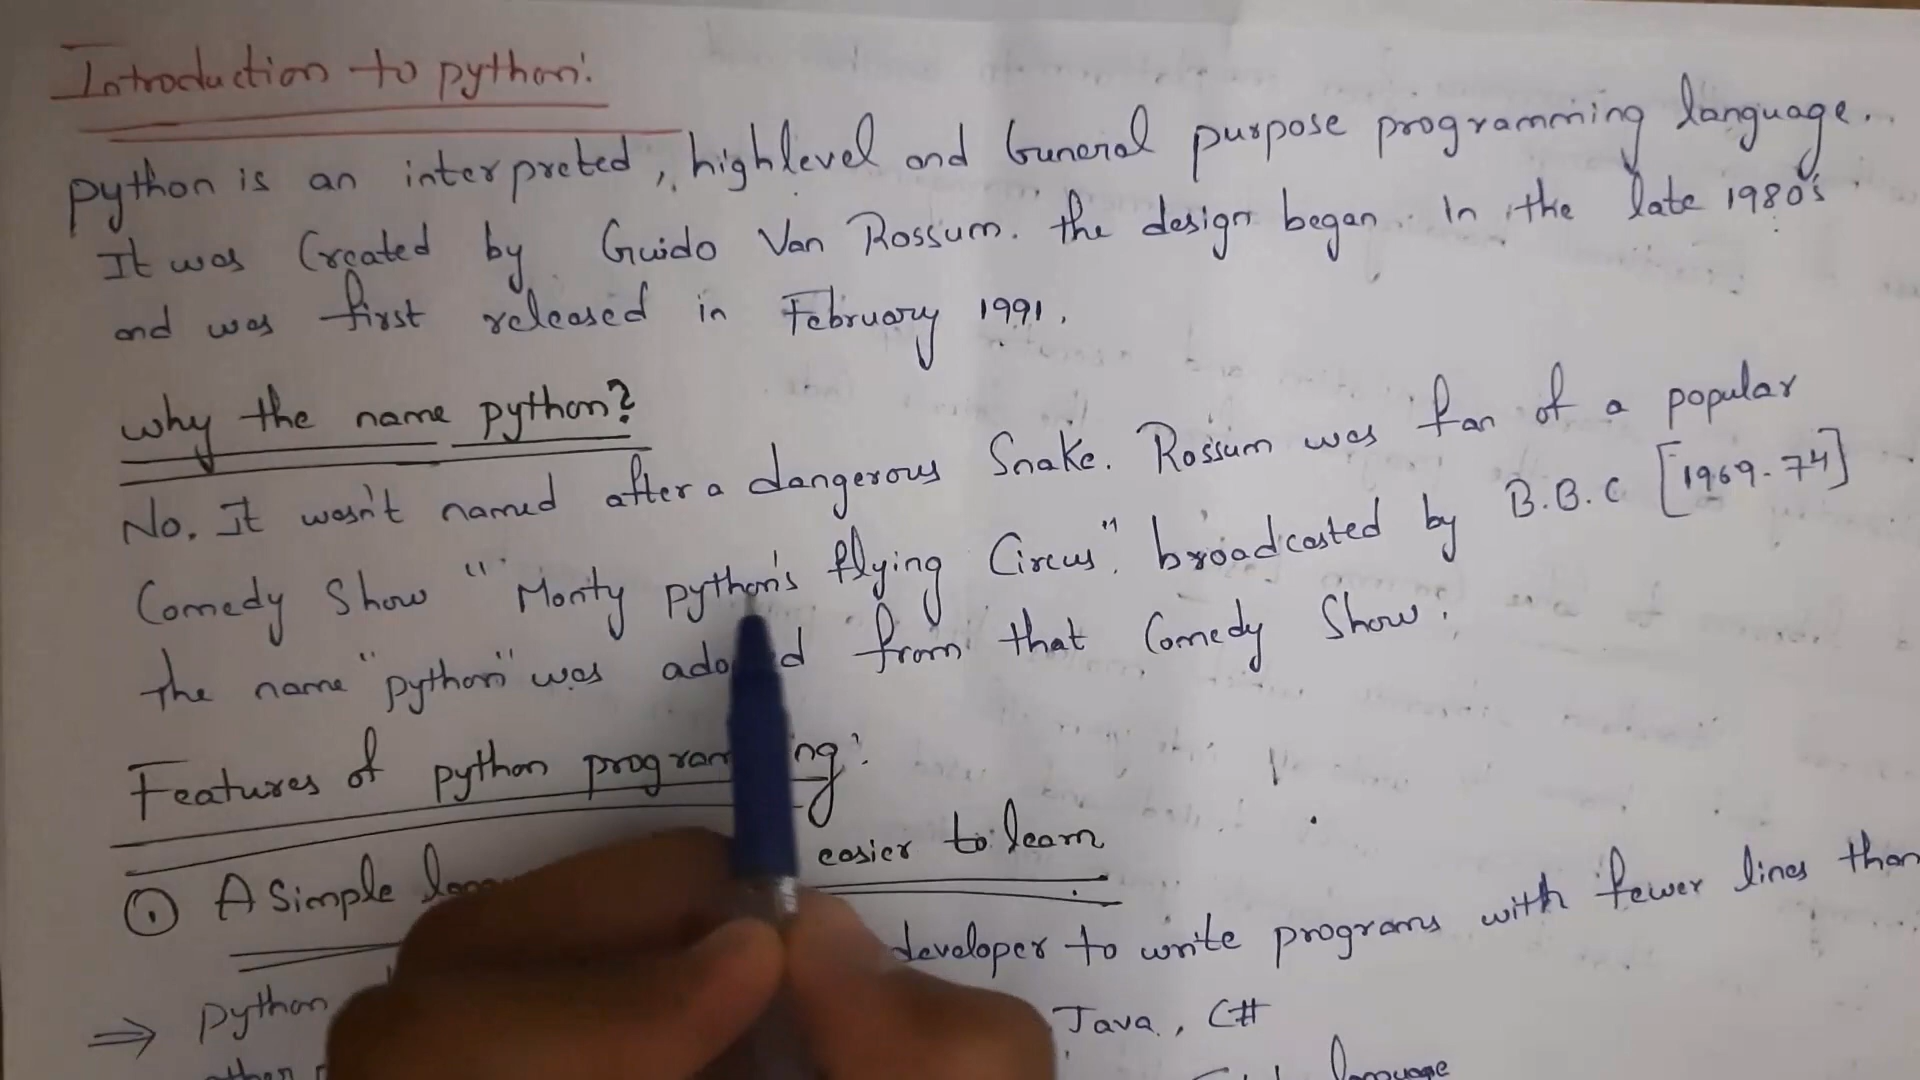 Introduction to python:
python is an interpreted, highlevel and General purpose programming language.
It was Created by Guido Van Rossum. the design began In the late 1980's
and was first released in February 1991.
why the name python?
No. It wasn't named after a dangerous Snake. Rossum was fan of a popular
Comedy Show "Monty python's flying Circus". broadcasted by B.B.C [1969-74]
The name "python" was from that Comedy Show.
Features of python
① A Simple easier to learn
⇒ python developer to write programs with fewer lines than
Java, C#
language